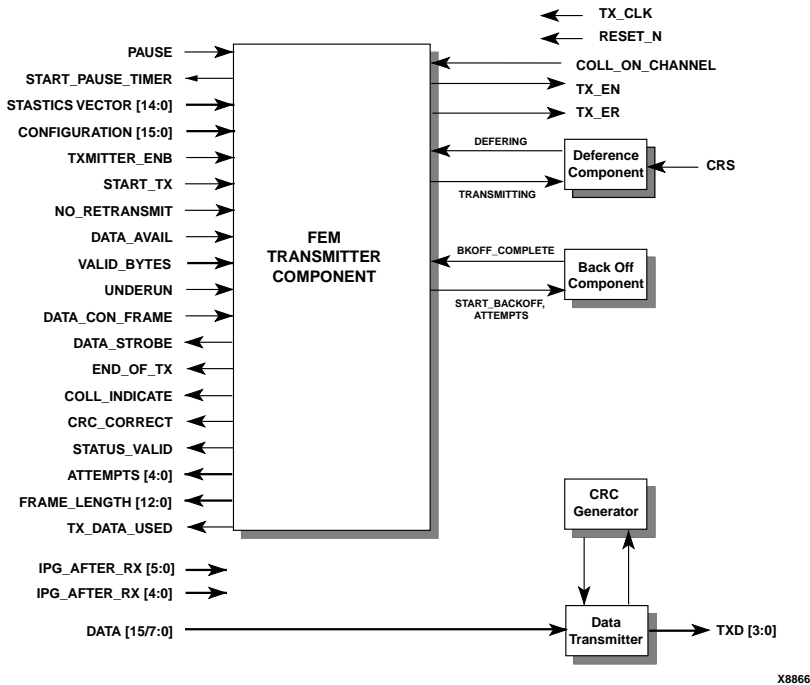 TX_CLK
RESET_N
PAUSE
START_PAUSE_TIMER
STASTICS VECTOR [14:0]
CONFIGURATION [15:0]
TXMITTER_ENB
START_TX
NO_RETRANSMIT
DATA_AVAIL
VALID_BYTES
UNDERUN
DATA_CON_FRAME
DATA_STROBE
END_OF_TX
COLL_INDICATE
CRC_CORRECT
STATUS_VALID
ATTEMPTS [4:0]
FRAME_LENGTH [12:0]
TX_DATA_USED
IPG_AFTER_RX [5:0]
IPG_AFTER_RX [4:0]
DATA [15/7:0]
FEM
TRANSMITTER
COMPONENT
COLL_ON_CHANNEL
TX_EN
TX_ER
DEFERING
TRANSMITTING
Deference
Component
CRS
BKOFF_COMPLETE
START_BACKOFF,
ATTEMPTS
Back Off
Component
CRC
Generator
Data
Transmitter
TXD [3:0]
X8866